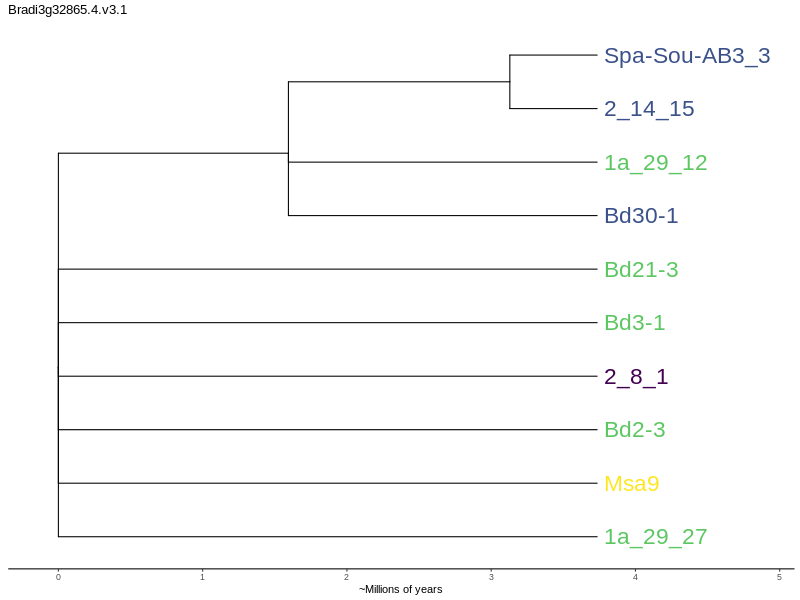 Bradi3g32865.4.v3.1
Spa-Sou-AB3_3
2_14_15
1a_29_12
Bd30-1
Bd21-3
Bd3-1
2_8_1
Bd2-3
Msa9
1a_29_27
0 1 2 3 4 5
~Millions of years